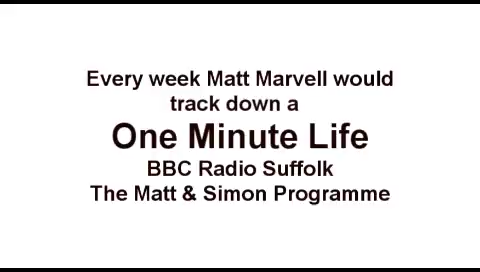 Every week Matt Marvell would
track down a
One Minute Life
BBC Radio Suffolk
The Matt & Simon Programme